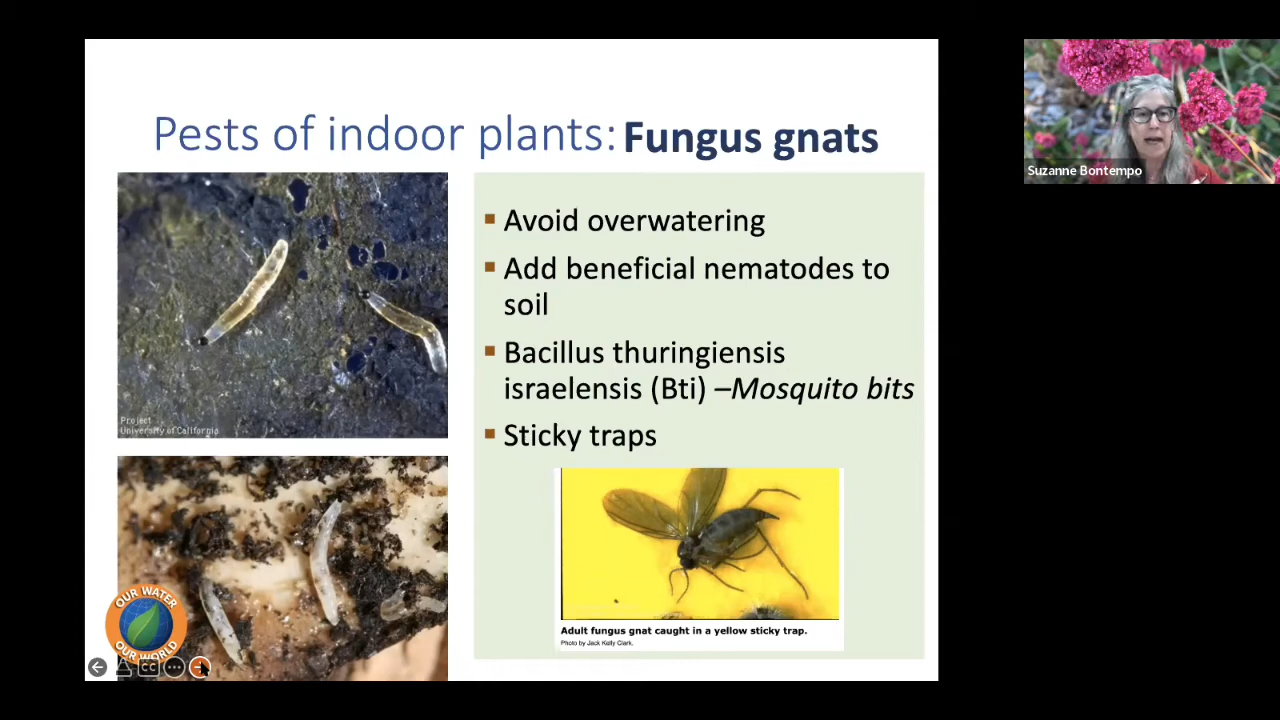 Pests of indoor plants: Fungus gnats
Project
University of California
Avoid overwatering
Add beneficial nematodes to
soil
Bacillus thuringiensis
israelensis (Bti) –Mosquito bits
Sticky traps
Adult fungus gnat caught in a yellow sticky trap.
Photo by Jack Kelly Clark.
OUR WATER
OUR WORLD
CC
Suzanne Bontempo